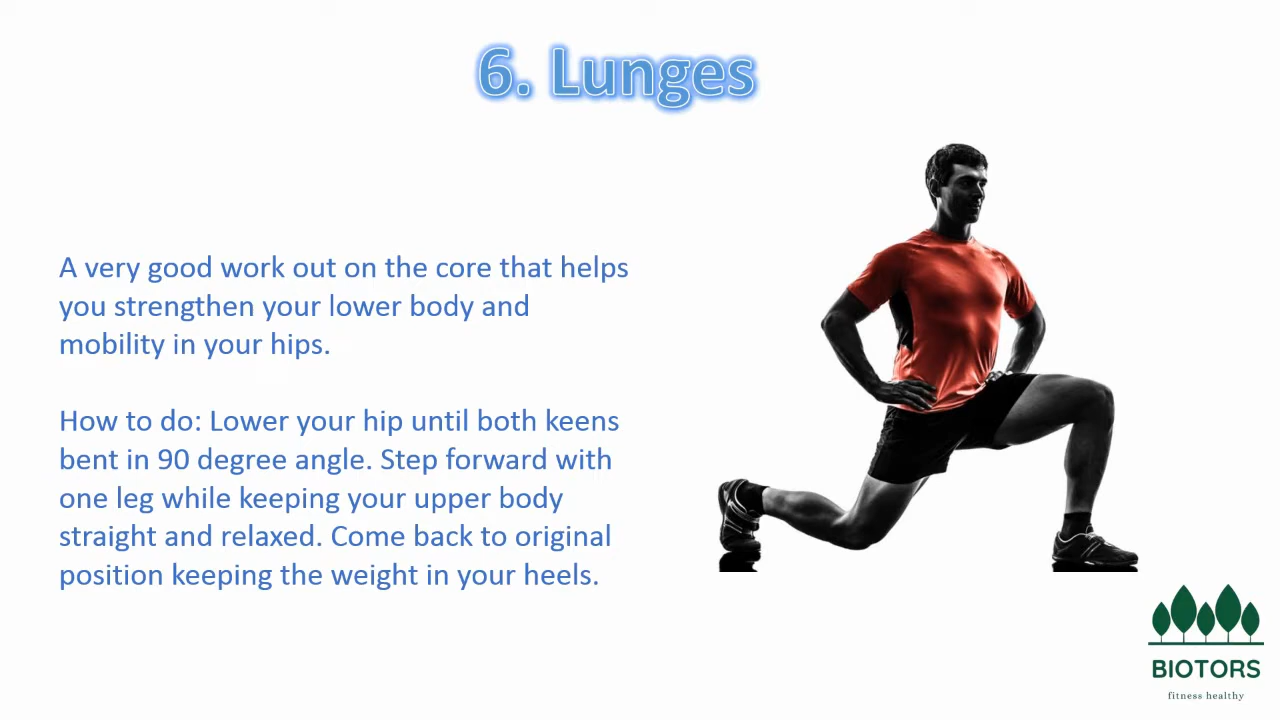 6. Lunges
A very good work out on the core that helps
you strengthen your lower body and
mobility in your hips.
How to do: Lower your hip until both keens
bent in 90 degree angle. Step forward with
one leg while keeping your upper body
straight and relaxed. Come back to original
position keeping the weight in your heels.
BIOTORS
fitness healthy